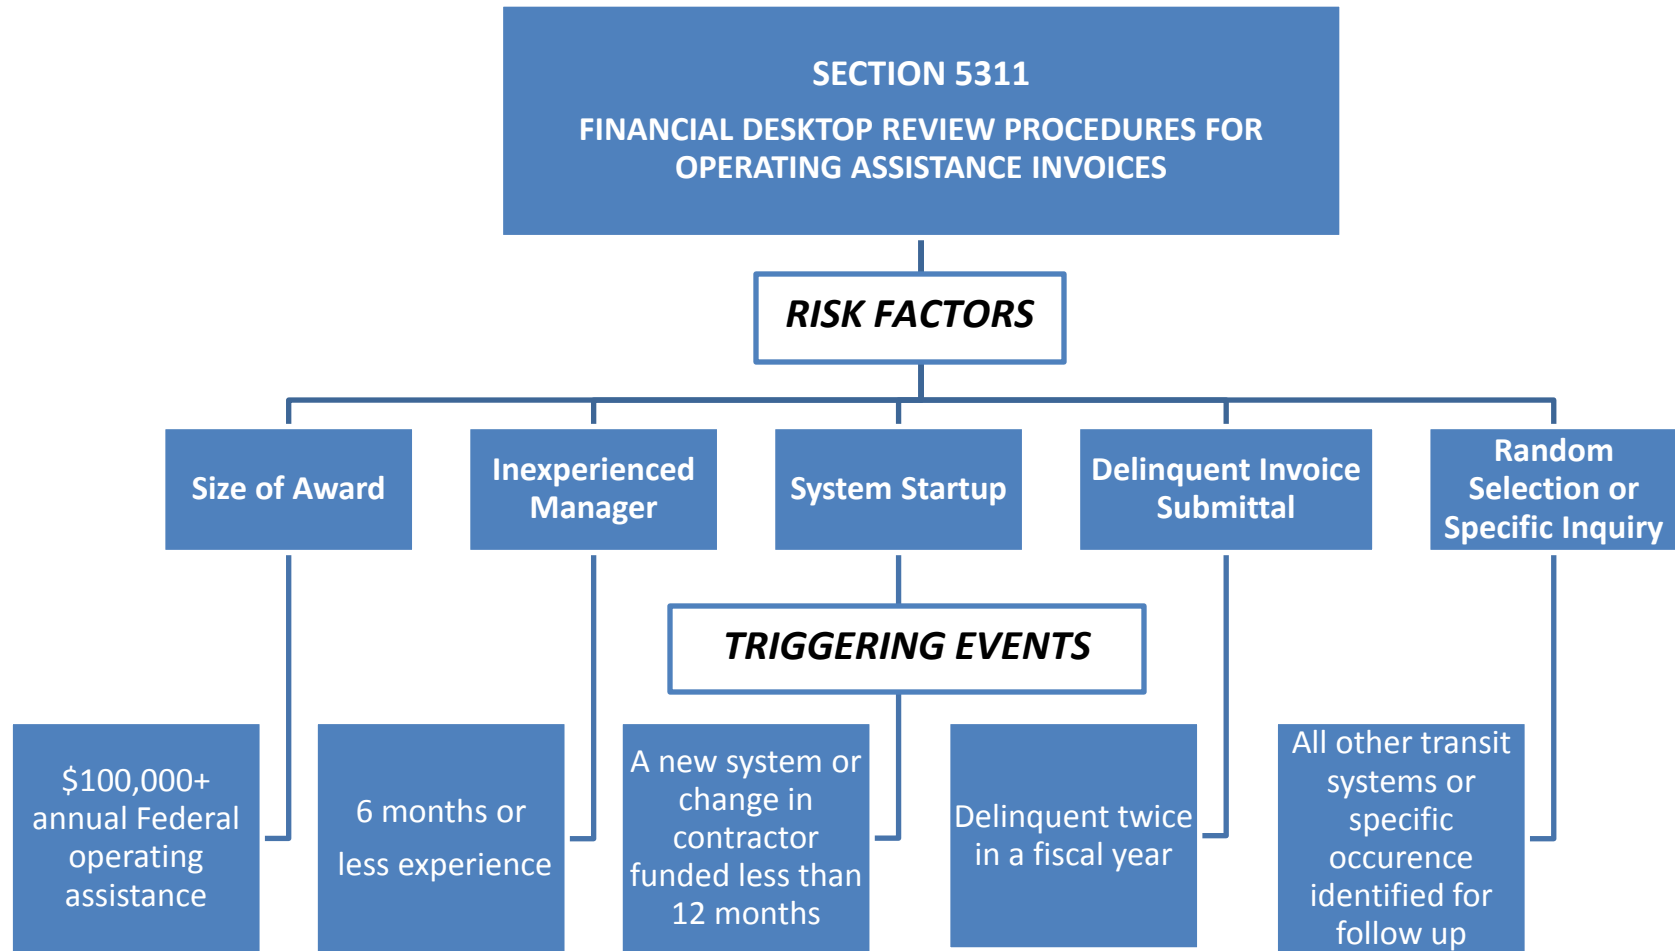 SECTION 5311
FINANCIAL DESKTOP REVIEW PROCEDURES FOR
OPERATING ASSISTANCE INVOICES
RISK FACTORS
Size of Award
Inexperienced
Manager
System Startup
Delinquent Invoice
Submittal
Random
Selection or
Specific Inquiry
TRIGGERING EVENTS
$100,000+
annual Federal
operating
assistance
6 months or
less experience
A new system or
change in
contractor
funded less than
12 months
Delinquent twice
in a fiscal year
All other transit
systems or
specific
occurence
identified for
follow up